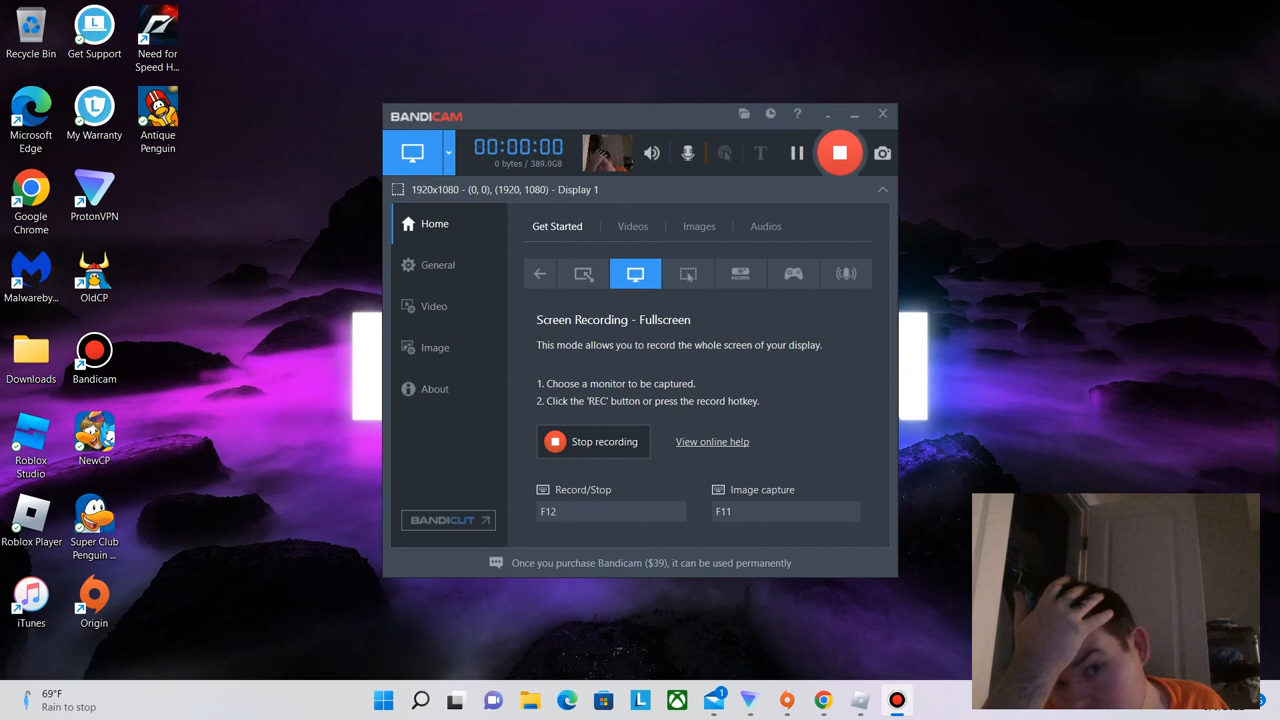 Recycle Bin
Get Support
Need for
Speed H...
Microsoft
Edge
My Warranty
Antique
Penguin
Google
Chrome
ProtonVPN
Malwareby...
OldCP
Downloads
Bandicam
Roblox
Studio
NewCP
Roblox Player
Super Club
Penguin ...
iTunes
Origin
BANDICAM
00:00:00
0 bytes / 389.0GB
1920x1080 - (0, 0), (1920, 1080) - Display 1
Home
General
Video
Image
About
BANDICUT
Get Started
Videos
Images
Audios
Screen Recording - Fullscreen
This mode allows you to record the whole screen of your display.
1. Choose a monitor to be captured.
2. Click the 'REC' button or press the record hotkey.
Stop recording
View online help
Record/Stop
F12
Image capture
F11
Once you purchase Bandicam ($39), it can be used permanently
69°F
Rain to stop
1